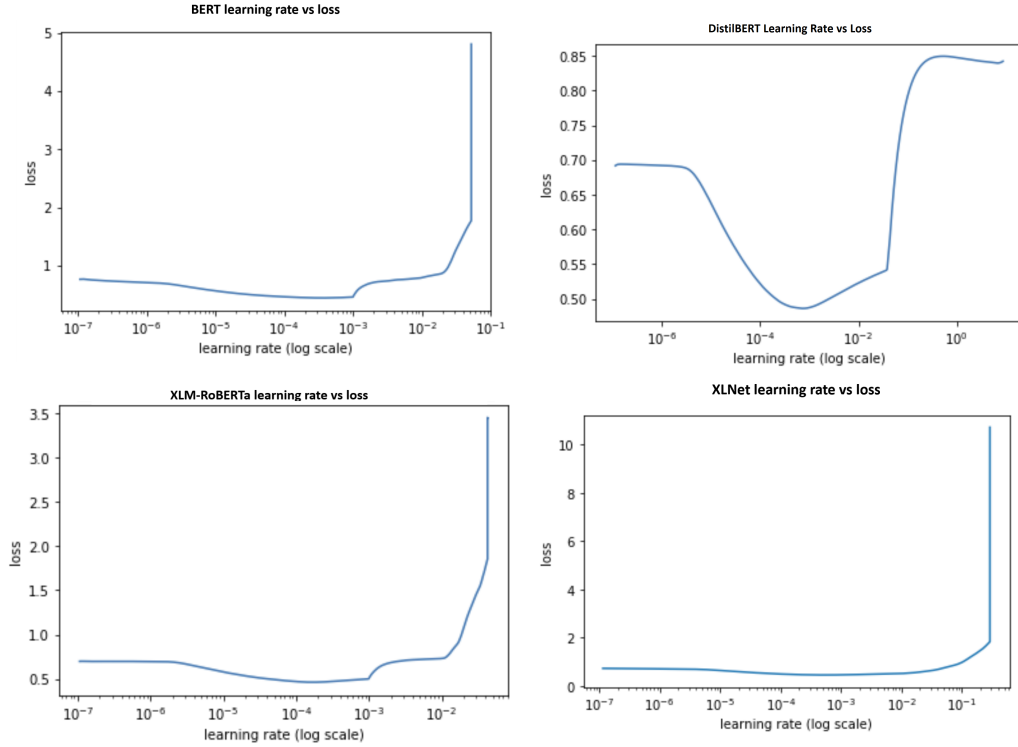 BERT learning rate vs loss
5
4
3
2
1
loss
10⁻⁷ 10⁻⁶ 10⁻⁵ 10⁻⁴ 10⁻³ 10⁻² 10⁻¹
learning rate (log scale)
DistilBERT Learning Rate vs Loss
0.85
0.80
0.75
0.70
0.65
0.60
0.55
0.50
loss
10⁻⁶ 10⁻⁴ 10⁻² 10⁰
learning rate (log scale)
XLM-RoBERTa learning rate vs loss
3.5
3.0
2.5
2.0
1.5
1.0
0.5
loss
10⁻⁷ 10⁻⁶ 10⁻⁵ 10⁻⁴ 10⁻³ 10⁻²
learning rate (log scale)
XLNet learning rate vs loss
10
8
6
4
2
0
loss
10⁻⁷ 10⁻⁶ 10⁻⁵ 10⁻⁴ 10⁻³ 10⁻² 10⁻¹
learning rate (log scale)